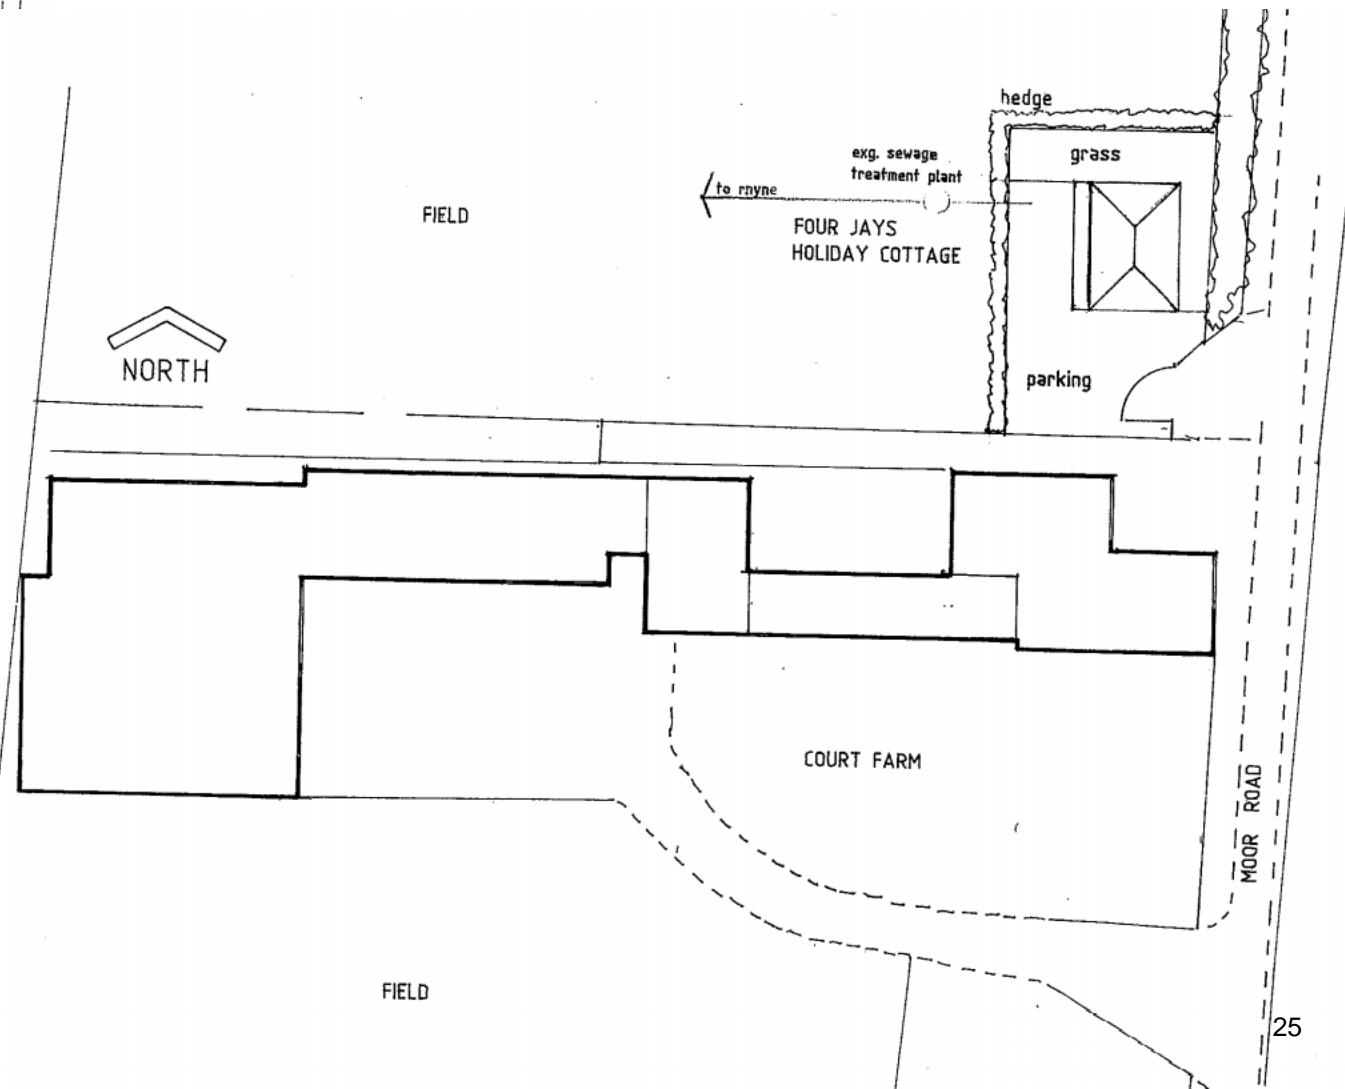 hedge
grass
exg. sewage
treatment plant
to rhyne
FOUR JAYS
HOLIDAY COTTAGE
FIELD
NORTH
parking
COURT FARM
MOOR ROAD
FIELD
25